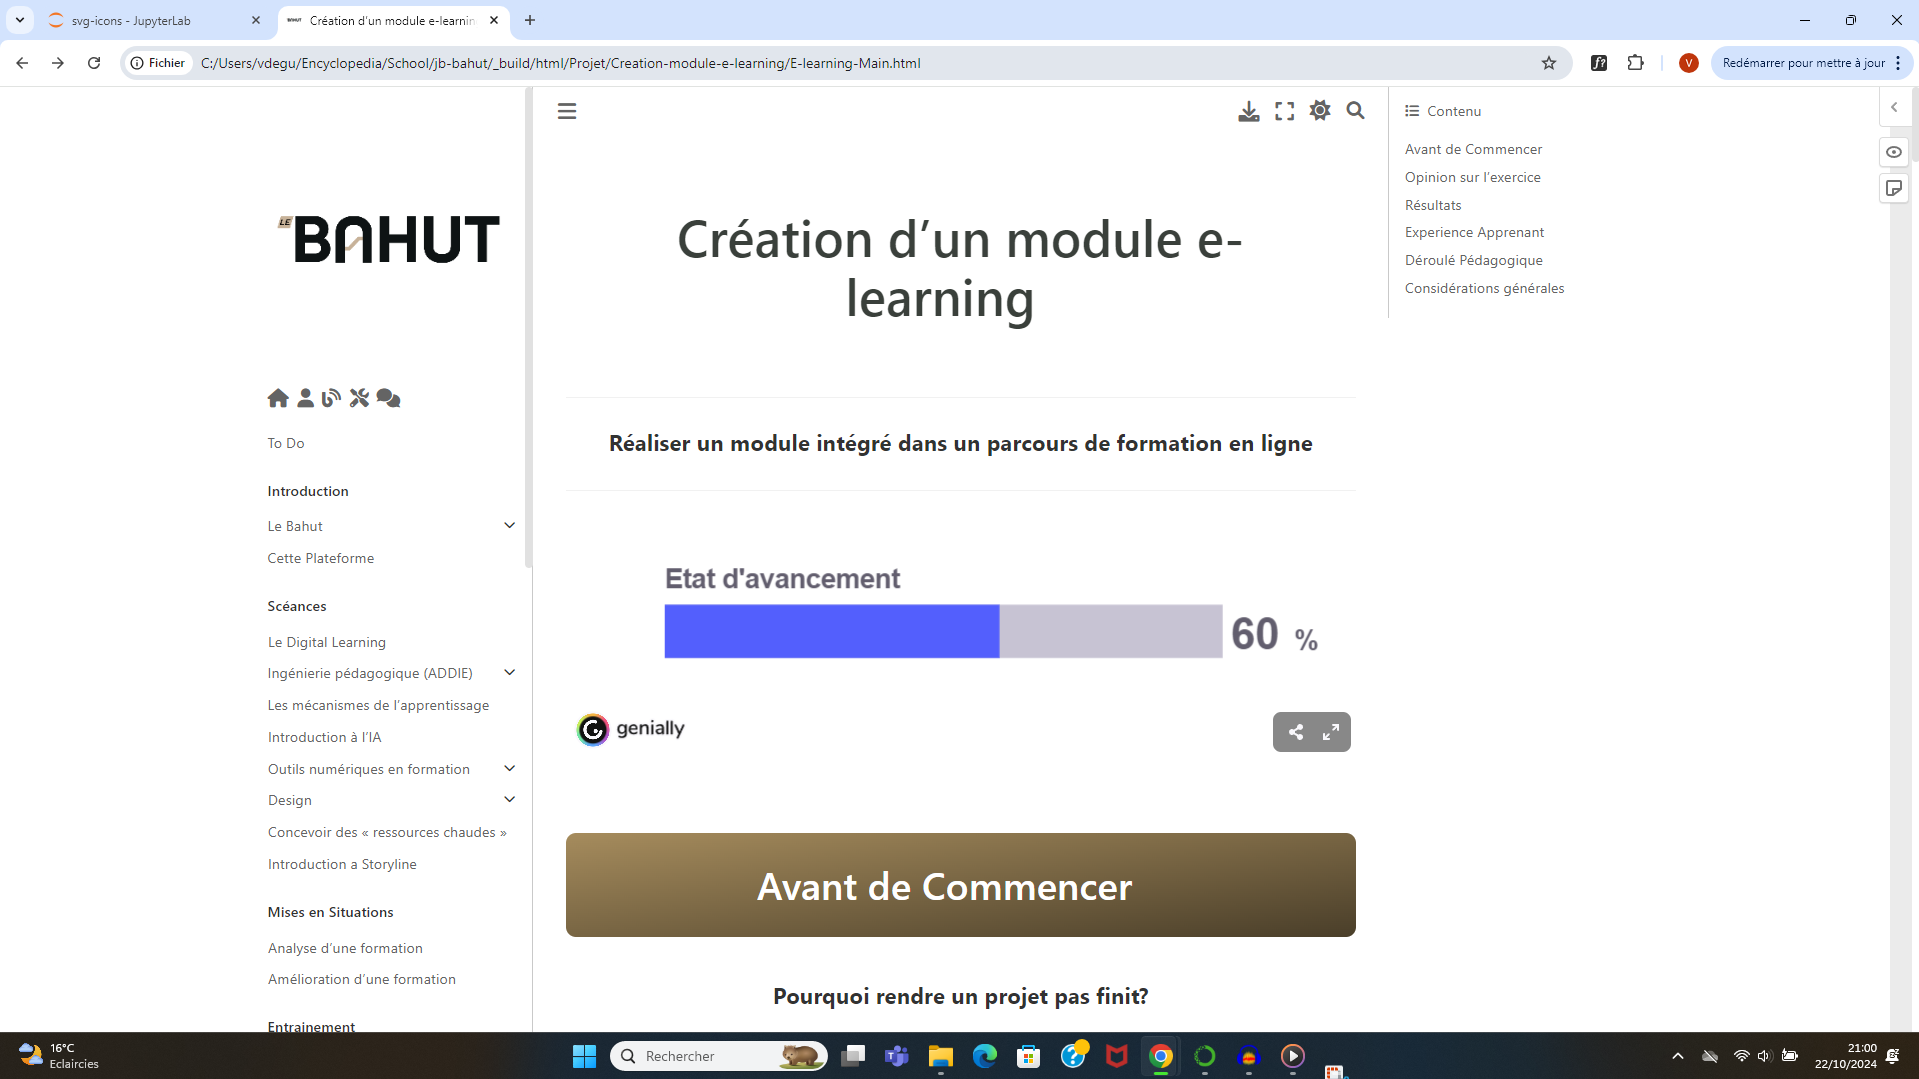 svg-icons - JupyterLab
Création d'un module e-learnin
Fichier
C:/Users/vdegu/Encyclopedia/School/jb-bahut/_build/html/Projet/Creation-module-e-learning/E-learning-Main.html
f?
V
Redémarrer pour mettre à jour
LE BAHUT
To Do
Introduction
Le Bahut
Cette Plateforme
Scéances
Le Digital Learning
Ingénierie pédagogique (ADDIE)
Les mécanismes de l’apprentissage
Introduction à l’IA
Outils numériques en formation
Design
Concevoir des « ressources chaudes »
Introduction a Storyline
Mises en Situations
Analyse d’une formation
Amélioration d’une formation
Entrainement
Création d’un module e-
learning
Réaliser un module intégré dans un parcours de formation en ligne
Etat d'avancement
60 %
genially
Avant de Commencer
Pourquoi rendre un projet pas finit?
Contenu
Avant de Commencer
Opinion sur l’exercice
Résultats
Experience Apprenant
Déroulé Pédagogique
Considérations générales
16°C
Eclaircies
Rechercher
21:00
22/10/2024